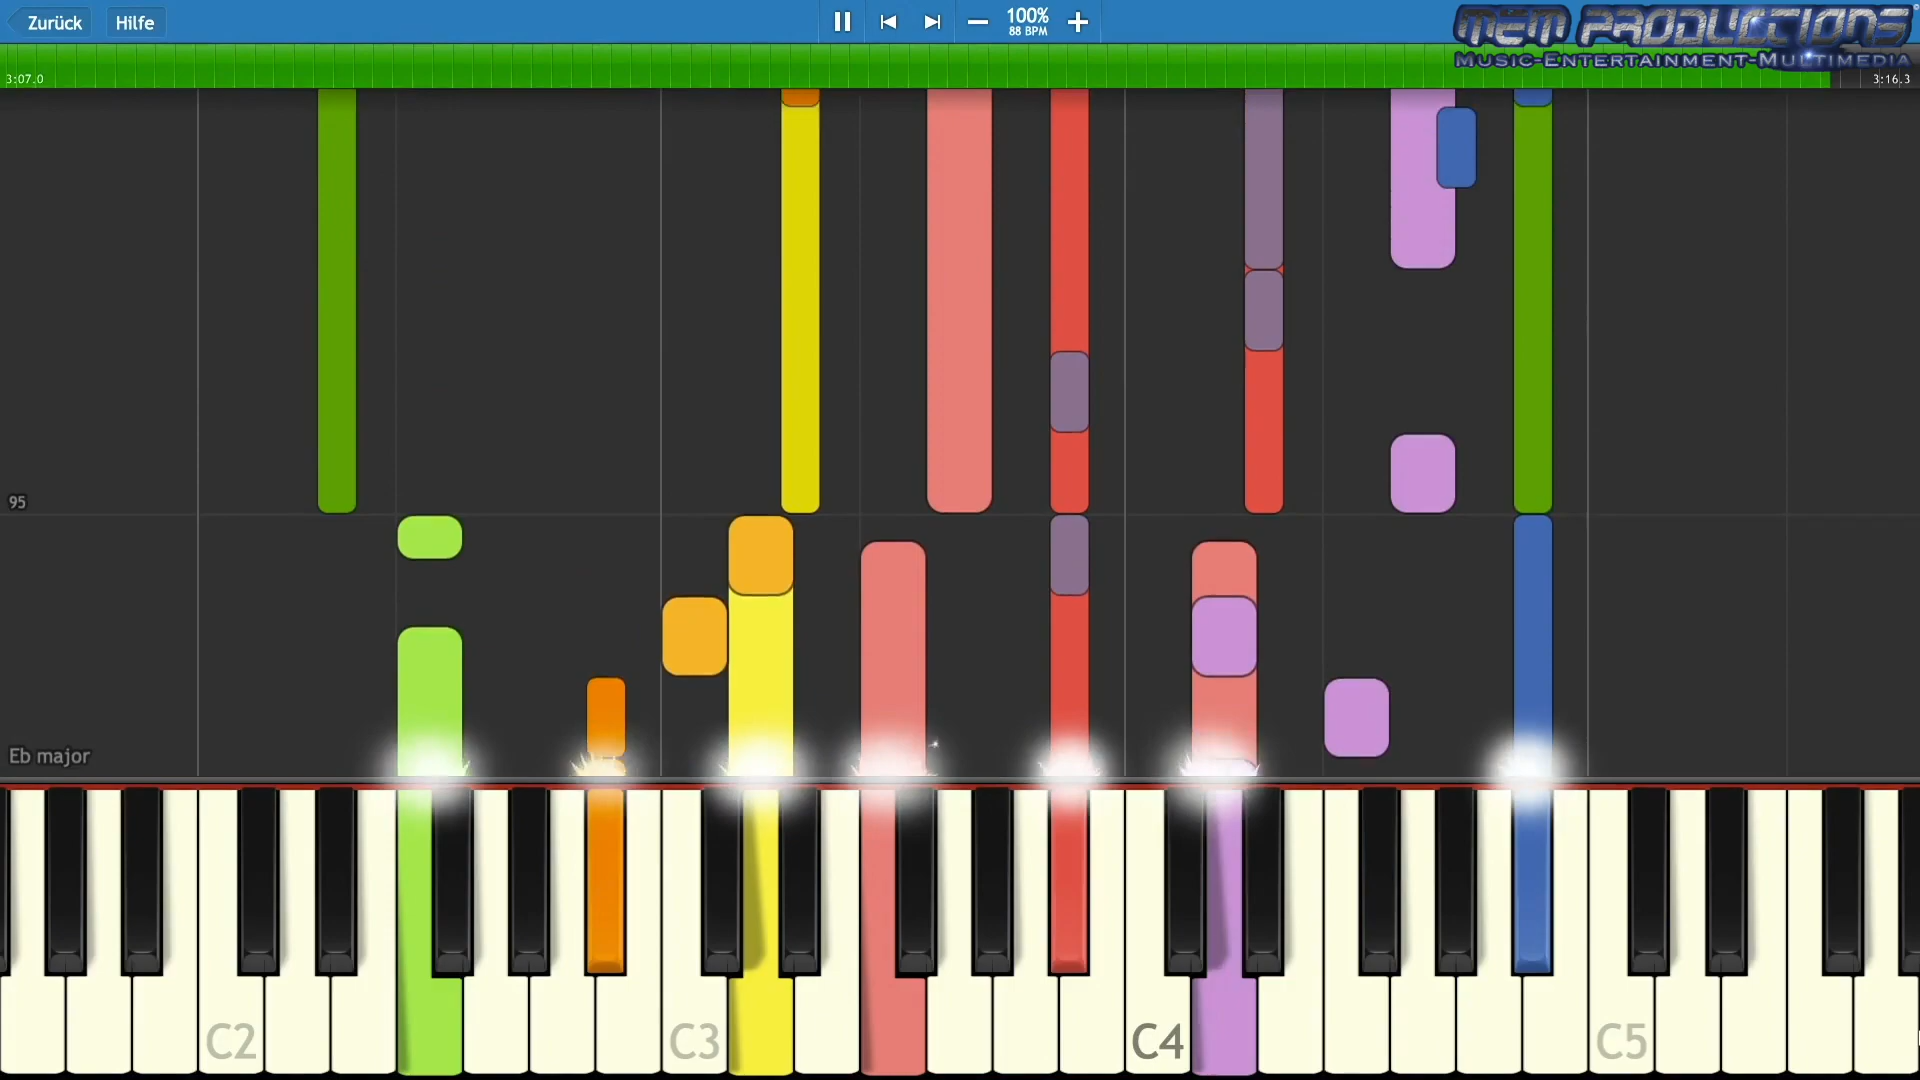 Zurück
Hilfe
100%
88 BPM
MEM PRODUCTIONS
MUSIC-ENTERTAINMENT-MULTIMEDIA
3:07.0
3:16.3
95
Eb major
C2
C3
C4
C5